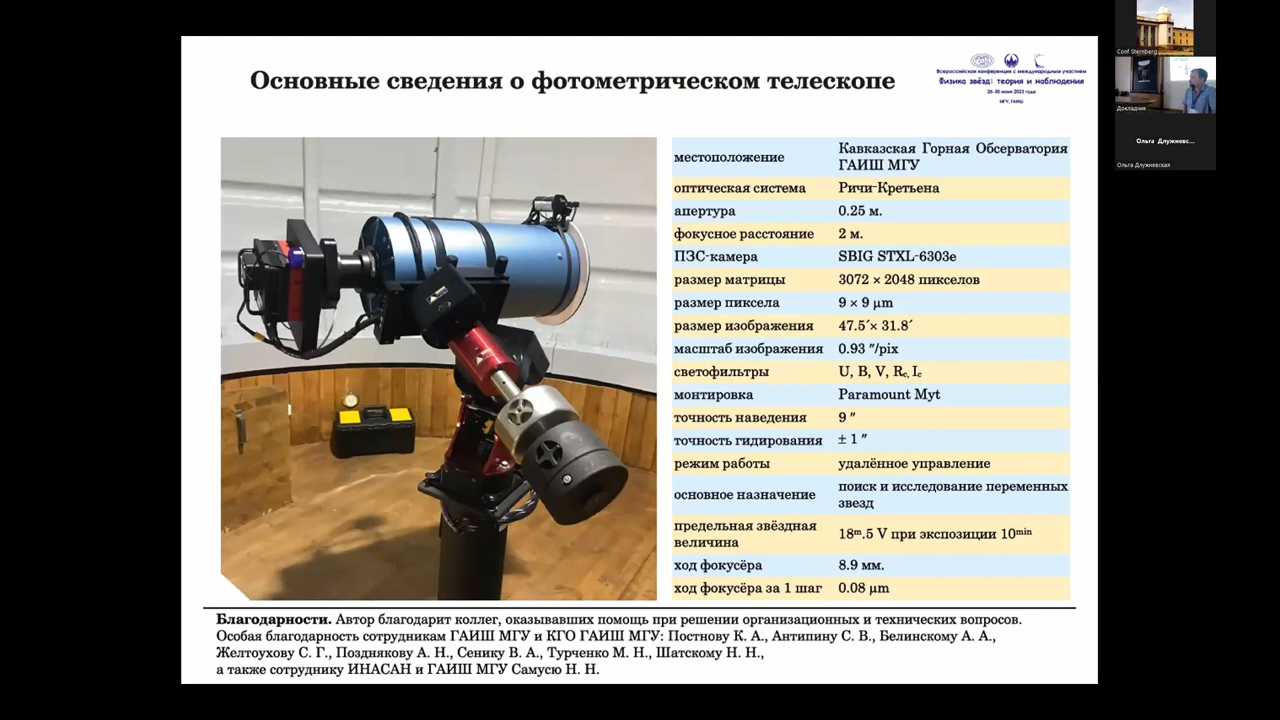 Основные сведения о фотометрическом телескопе
Всероссийская конференция с международным участием
Физика звёзд: теория и наблюдения
26-30 июня 2023 года
МГУ, ГАИШ
местоположение Кавказская Горная Обсерватория
ГАИШ МГУ
оптическая система Ричи-Кретьена
апертура 0.25 м.
фокусное расстояние 2 м.
ПЗС-камера SBIG STXL-6303e
размер матрицы 3072 × 2048 пикселов
размер пиксела 9 × 9 μm
размер изображения 47.5´× 31.8´
масштаб изображения 0.93 ″/pix
светофильтры U, B, V, Rc, Ic
монтировка Paramount Myt
точность наведения 9 ″
точность гидирования ± 1 ″
режим работы удалённое управление
основное назначение поиск и исследование переменных
звезд
предельная звёздная
величина 18ᵐ.5 V при экспозиции 10ᵐⁱⁿ
ход фокусёра 8.9 мм.
ход фокусёра за 1 шаг 0.08 μm
Благодарности. Автор благодарит коллег, оказывавших помощь при решении организационных и технических вопросов.
Особая благодарность сотрудникам ГАИШ МГУ и КГО ГАИШ МГУ: Постнову К. А., Антипину С. В., Белинскому А. А.,
Желтоухову С. Г., Позднякову А. Н., Сенику В. А., Турченко М. Н., Шатскому Н. Н.,
а также сотруднику ИНАСАН и ГАИШ МГУ Самусю Н. Н.
Conf Sternberg
Докладчик
Ольга Длужневс...
Ольга Длужневская